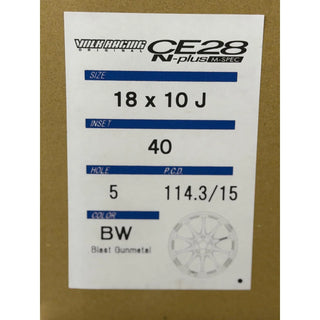 VOLK RACING CE28
ORIGINAL N-plus M-SPEC
SIZE
18 x 10 J
INSET
40
HOLE P.C.D.
5 114.3/15
COLOR
BW
Blast Gunmetal